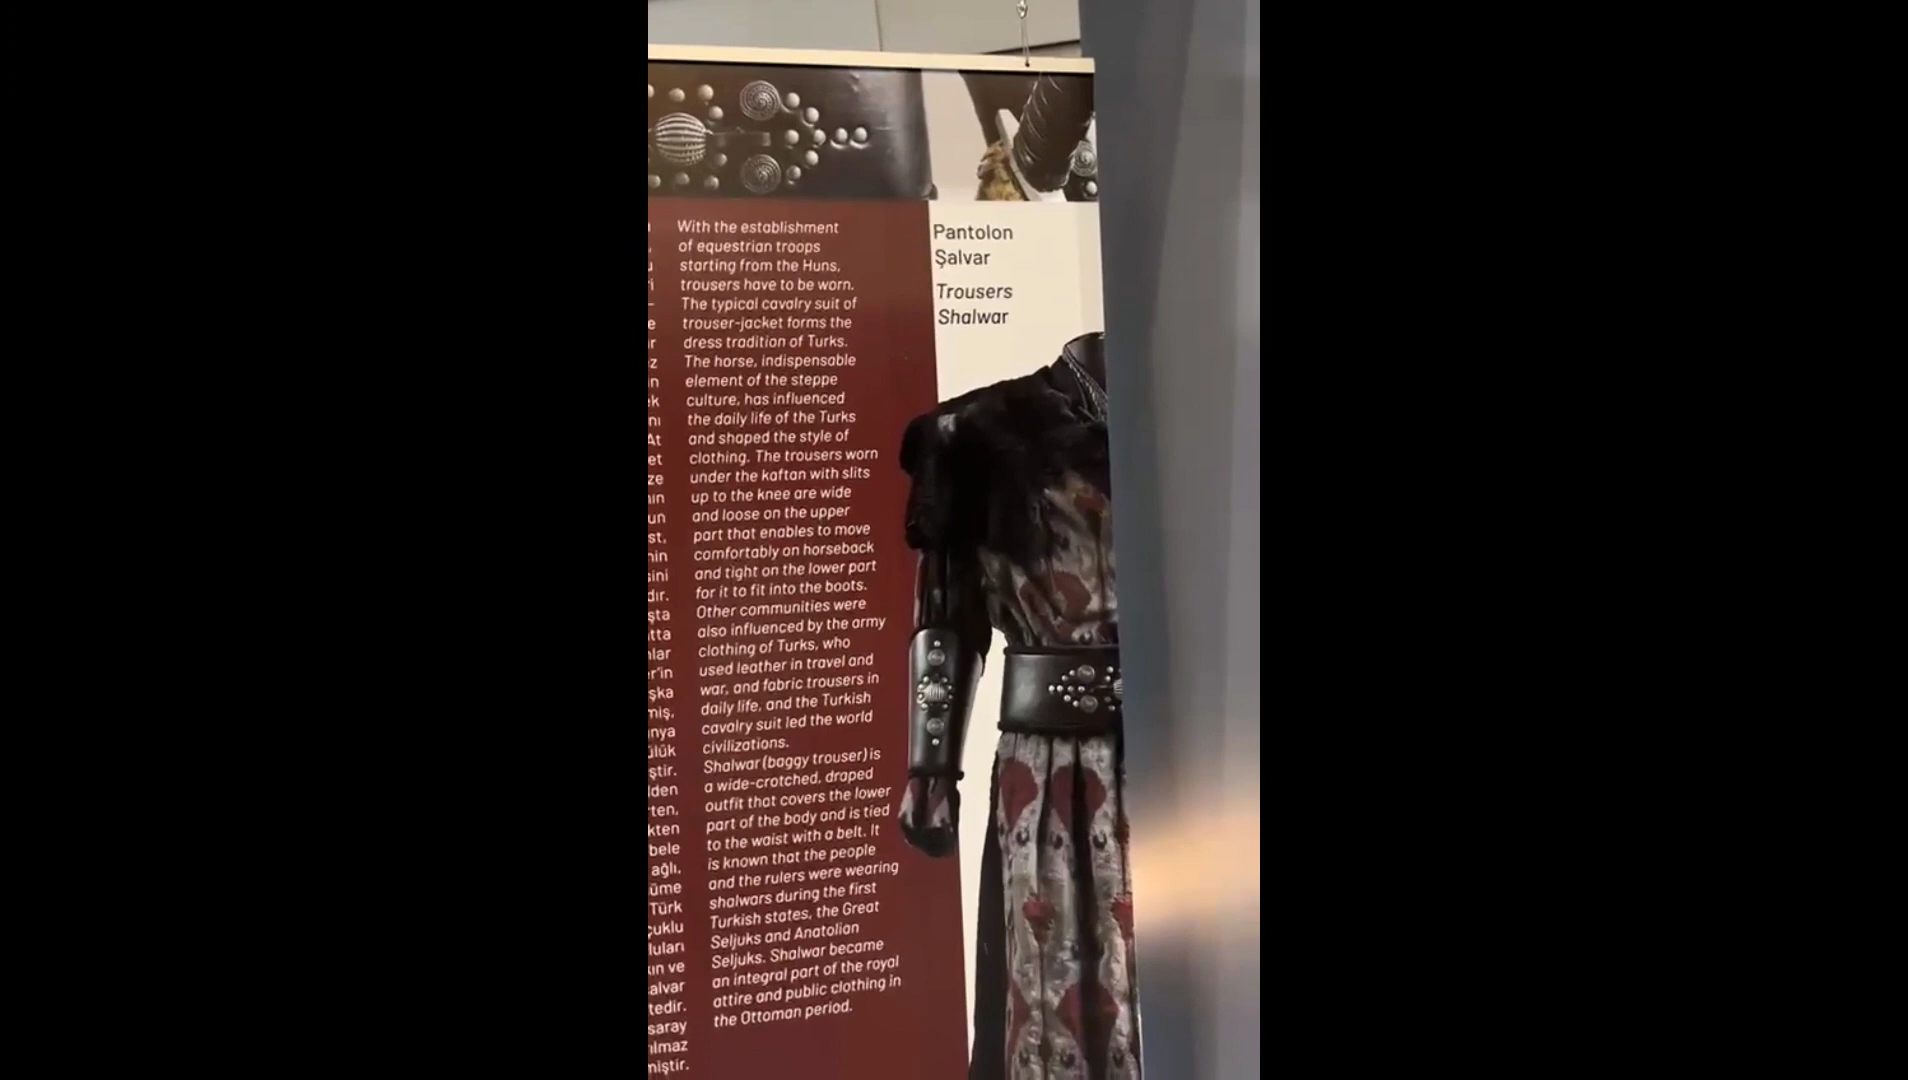 With the establishment
of equestrian troops
starting from the Huns,
trousers have to be worn.
The typical cavalry suit of
trouser-jacket forms the
dress tradition of Turks.
The horse, indispensable
element of the steppe
culture, has influenced
the daily life of the Turks
and shaped the style of
clothing. The trousers worn
under the kaftan with slits
up to the knee are wide
and loose on the upper
part that enables to move
comfortably on horseback
and tight on the lower part
for it to fit into the boots.
Other communities were
also influenced by the army
clothing of Turks, who
used leather in travel and
war, and fabric trousers in
daily life, and the Turkish
cavalry suit led the world
civilizations.
Shalwar (baggy trouser) is
a wide-crotched, draped
outfit that covers the lower
part of the body and is tied
to the waist with a belt. It
is known that the people
and the rulers were wearing
shalwars during the first
Turkish states, the Great
Seljuks and Anatolian
Seljuks. Shalwar became
an integral part of the royal
attire and public clothing in
the Ottoman period.
Pantolon
Şalvar
Trousers
Shalwar
At
Türk
saray